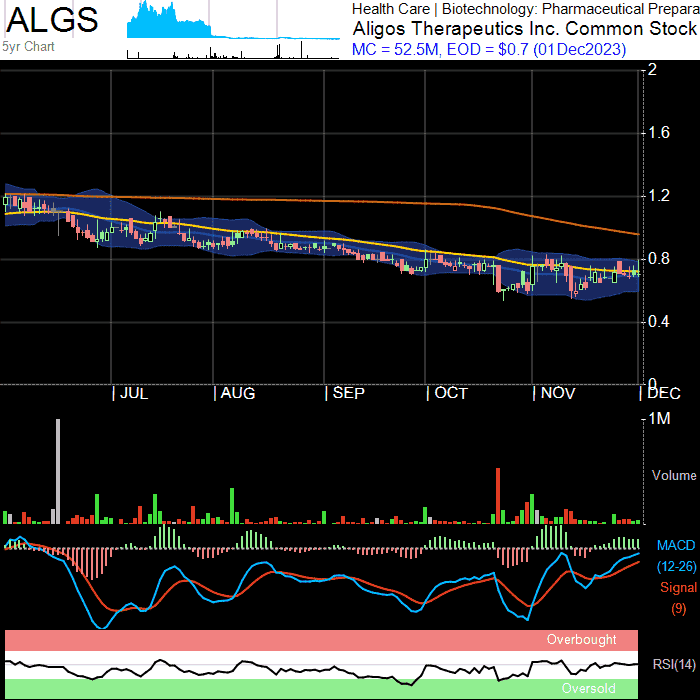 ALGS
5yr Chart
Health Care | Biotechnology: Pharmaceutical Prepara
Aligos Therapeutics Inc. Common Stock
MC = 52.5M, EOD = $0.7 (01Dec2023)
2
1.6
1.2
0.8
0.4
0
| JUL | AUG | SEP | OCT | NOV | DEC
1M
Volume
MACD
(12-26)
Signal
(9)
Overbought
RSI(14)
Oversold